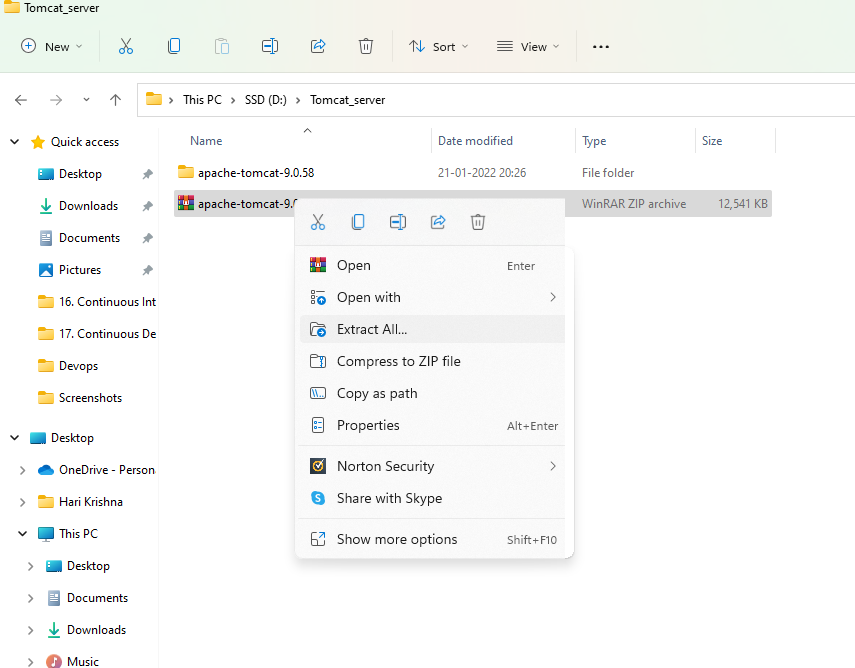 Tomcat_server
New
Sort
View
This PC > SSD (D:) > Tomcat_server
Name
Date modified
Type
Size
apache-tomcat-9.0.58
21-01-2022 20:26
File folder
apache-tomcat-9.0
WinRAR ZIP archive
12,541 KB
Quick access
Desktop
Downloads
Documents
Pictures
16. Continuous Int
17. Continuous De
Devops
Screenshots
Desktop
OneDrive - Person
Hari Krishna
This PC
Desktop
Documents
Downloads
Music
Open Enter
Open with
Extract All...
Compress to ZIP file
Copy as path
Properties Alt+Enter
Norton Security
Share with Skype
Show more options Shift+F10